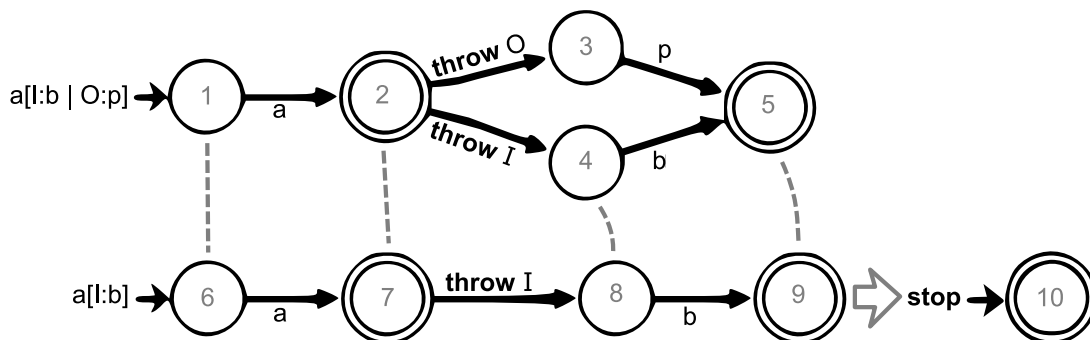 a[I:b | O:p]
1
a
2
throw O
3
p
throw I
4
b
5
a[I:b]
6
a
7
throw I
8
b
9
stop
10